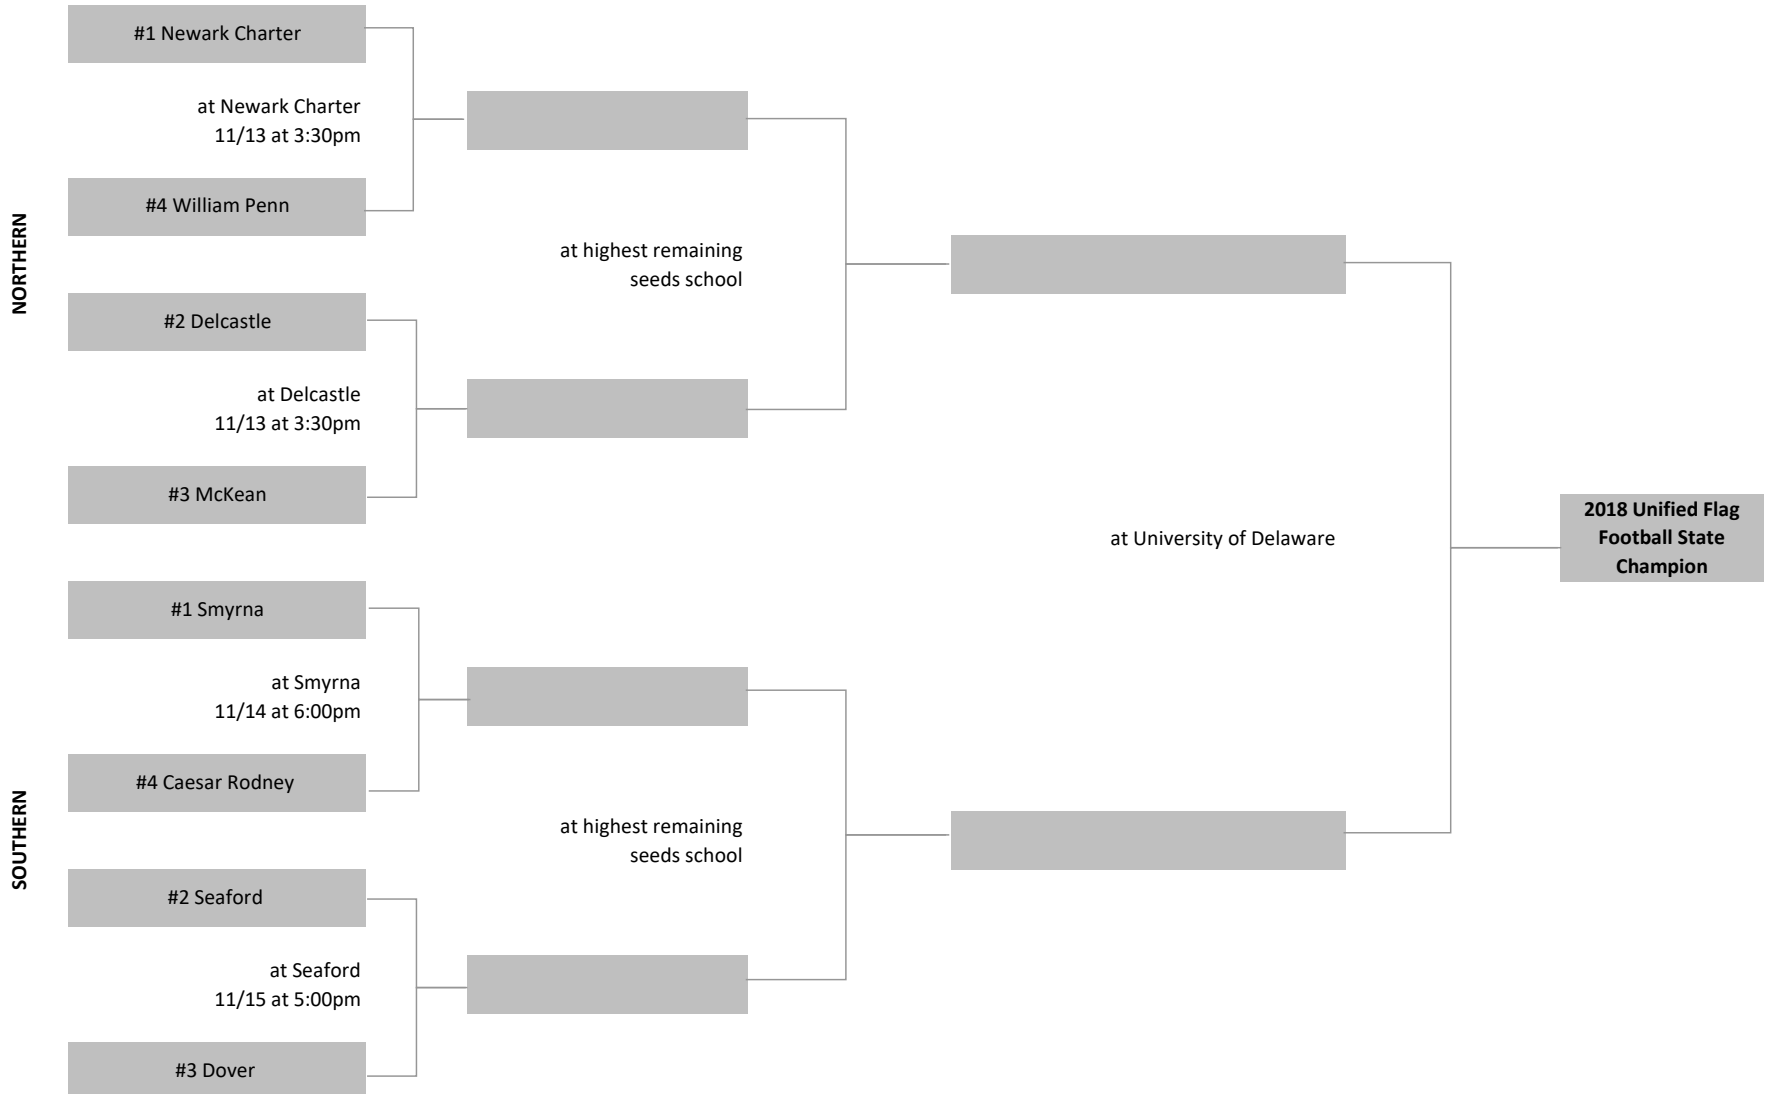 #1 Newark Charter
at Newark Charter
11/13 at 3:30pm
#4 William Penn
NORTHERN
at highest remaining
seeds school
#2 Delcastle
at Delcastle
11/13 at 3:30pm
#3 McKean
at University of Delaware
2018 Unified Flag
Football State
Champion
#1 Smyrna
at Smyrna
11/14 at 6:00pm
#4 Caesar Rodney
SOUTHERN
at highest remaining
seeds school
#2 Seaford
at Seaford
11/15 at 5:00pm
#3 Dover